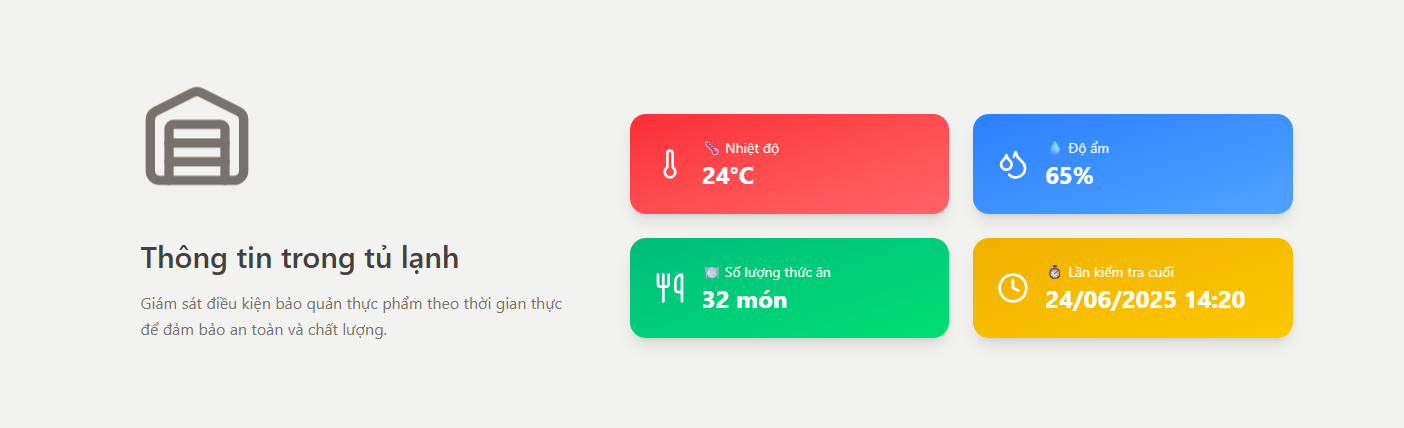 Thông tin trong tủ lạnh
Giám sát điều kiện bảo quản thực phẩm theo thời gian thực
để đảm bảo an toàn và chất lượng.
Nhiệt độ
24°C
Độ ẩm
65%
Số lượng thức ăn
32 món
Lần kiểm tra cuối
24/06/2025 14:20